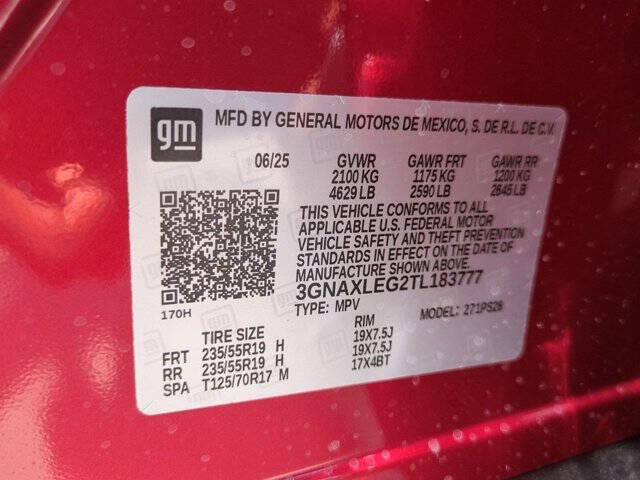 gm
MFD BY GENERAL MOTORS DE MEXICO, S. DE R.L. DE C.V.
06/25 GVWR GAWR FRT GAWR RR
2100 KG 1175 KG 1200 KG
4629 LB 2590 LB 2645 LB
THIS VEHICLE CONFORMS TO ALL
APPLICABLE U.S. FEDERAL MOTOR
VEHICLE SAFETY AND THEFT PREVENTION
STANDARDS IN EFFECT ON THE DATE OF
MANUFACTURE SHOWN ABOVE.
3GNAXLEG2TL183777
170H TYPE: MPV MODEL: 271PS26
TIRE SIZE RIM
FRT 235/55R19 H 19X7.5J
RR 235/55R19 H 19X7.5J
SPA T125/70R17 M 17X4BT